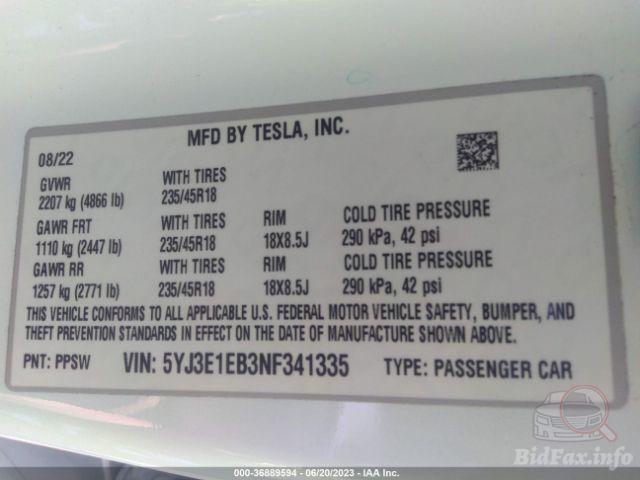 MFD BY TESLA, INC.
08/22
GVWR WITH TIRES
2207 kg (4866 lb) 235/45R18
GAWR FRT WITH TIRES RIM COLD TIRE PRESSURE
1110 kg (2447 lb) 235/45R18 18X8.5J 290 kPa, 42 psi
GAWR RR WITH TIRES RIM COLD TIRE PRESSURE
1257 kg (2771 lb) 235/45R18 18X8.5J 290 kPa, 42 psi
THIS VEHICLE CONFORMS TO ALL APPLICABLE U.S. FEDERAL MOTOR VEHICLE SAFETY, BUMPER, AND
THEFT PREVENTION STANDARDS IN EFFECT ON THE DATE OF MANUFACTURE SHOWN ABOVE.
PNT: PPSW VIN: 5YJ3E1EB3NF341335 TYPE: PASSENGER CAR
BidFax.info
000-36889594 - 06/20/2023 - IAA Inc.